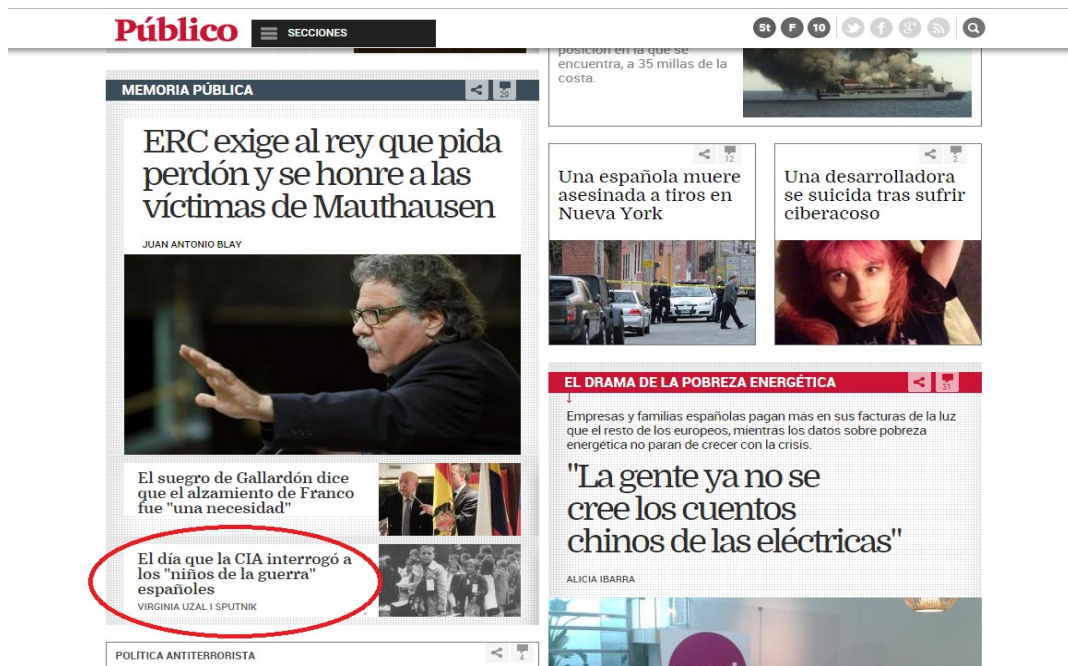 Público
SECCIONES
5t F 10
MEMORIA PÚBLICA
29
ERC exige al rey que pida
perdón y se honre a las
víctimas de Mauthausen
JUAN ANTONIO BLAY
El suegro de Gallardón dice
que el alzamiento de Franco
fue "una necesidad"
El día que la CIA interrogó a
los "niños de la guerra"
españoles
VIRGINIA UZAL I SPUTNIK
POLÍTICA ANTITERRORISTA
4
posición en la que se
encuentra, a 35 millas de la
costa.
12
Una española muere
asesinada a tiros en
Nueva York
2
Una desarrolladora
se suicida tras sufrir
ciberacoso
EL DRAMA DE LA POBREZA ENERGÉTICA
31
Empresas y familias españolas pagan más en sus facturas de la luz
que el resto de los europeos, mientras los datos sobre pobreza
energética no paran de crecer con la crisis.
"La gente ya no se
cree los cuentos
chinos de las eléctricas"
ALICIA IBARRA